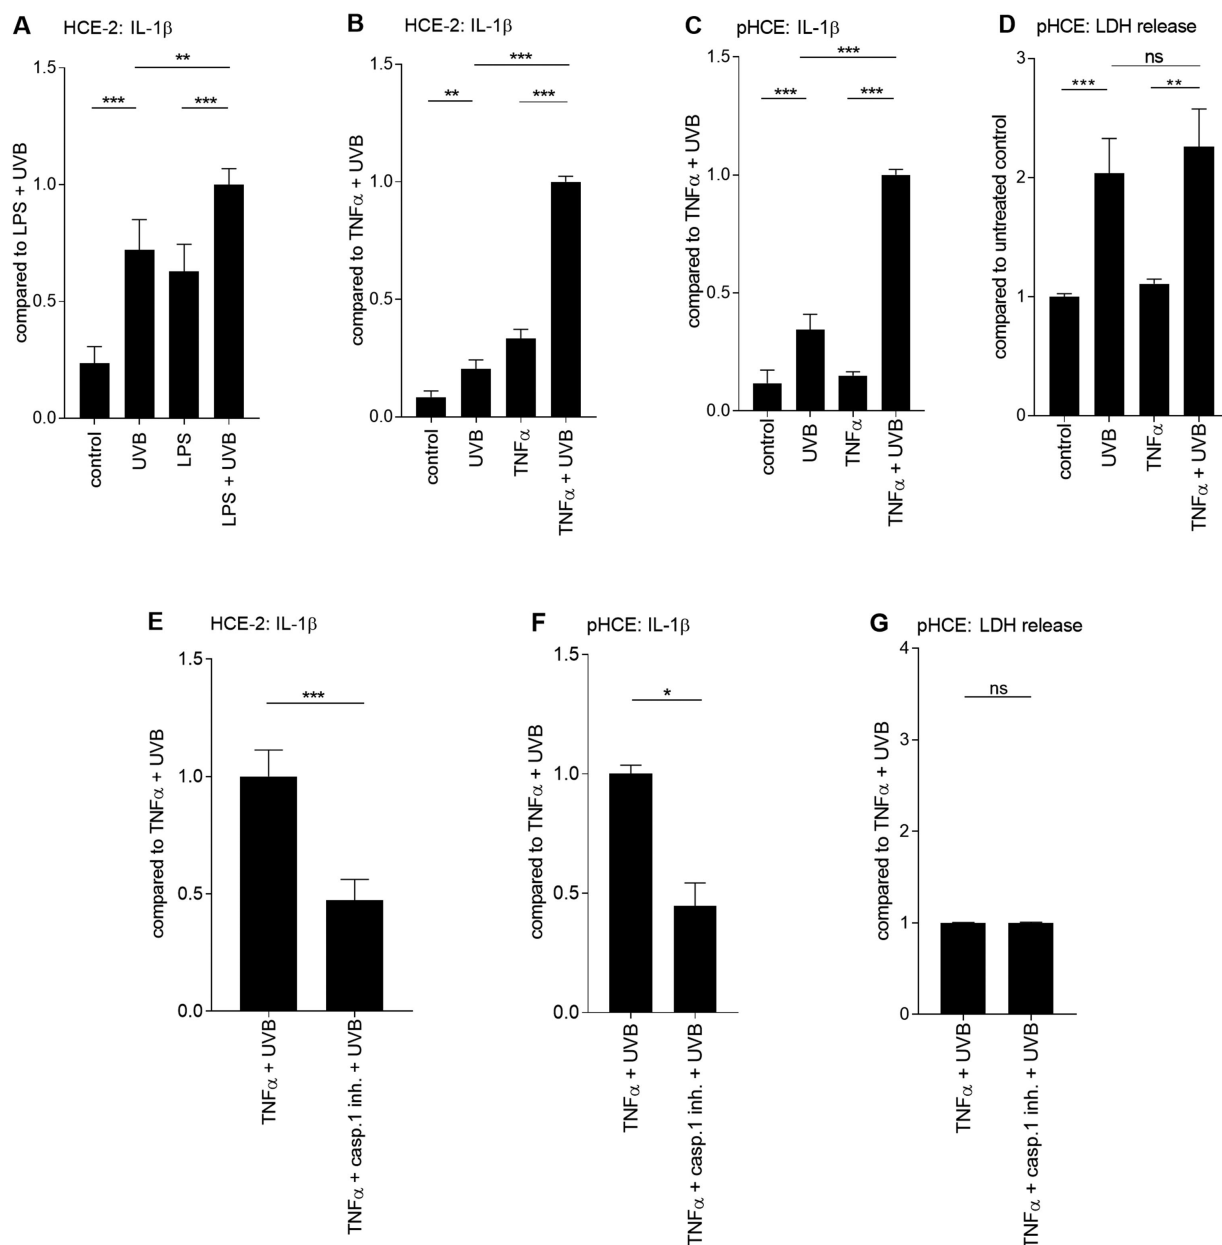 A HCE-2: IL-1β
compared to LPS + UVB
1.5
1.0
0.5
0.0
**
***
***
control
UVB
LPS
LPS + UVB
B HCE-2: IL-1β
compared to TNFα + UVB
1.5
1.0
0.5
0.0
***
**
***
control
UVB
TNFα
TNFα + UVB
C pHCE: IL-1β
compared to TNFα + UVB
1.5
1.0
0.5
0.0
***
***
***
control
UVB
TNFα
TNFα + UVB
D pHCE: LDH release
compared to untreated control
3
2
1
0
ns
***
**
control
UVB
TNFα
TNFα + UVB
E HCE-2: IL-1β
compared to TNFα + UVB
1.5
1.0
0.5
0.0
***
TNFα + UVB
TNFα + casp.1 inh. + UVB
F pHCE: IL-1β
compared to TNFα + UVB
1.5
1.0
0.5
0.0
*
TNFα + UVB
TNFα + casp.1 inh. + UVB
G pHCE: LDH release
compared to TNFα + UVB
4
3
2
1
0
ns
TNFα + UVB
TNFα + casp.1 inh. + UVB